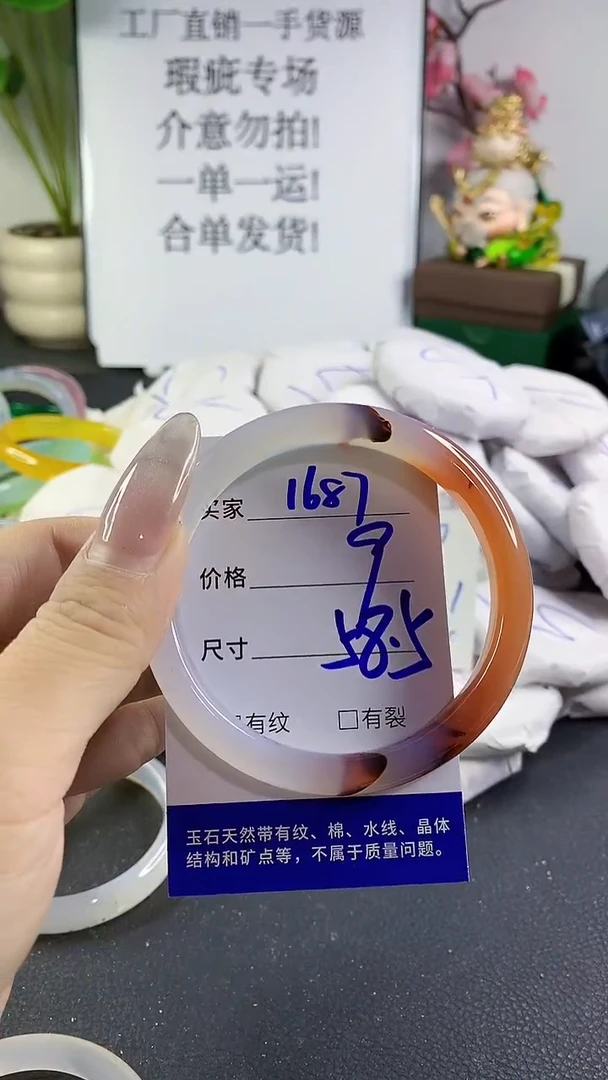 工厂直销一手货源
瑕疵专场
介意勿拍!
一单一运!
合单发货!
买家 1687
价格 9
尺寸 58.5
有纹 □有裂
玉石天然带有纹、棉、水线、晶体
结构和矿点等，不属于质量问题。